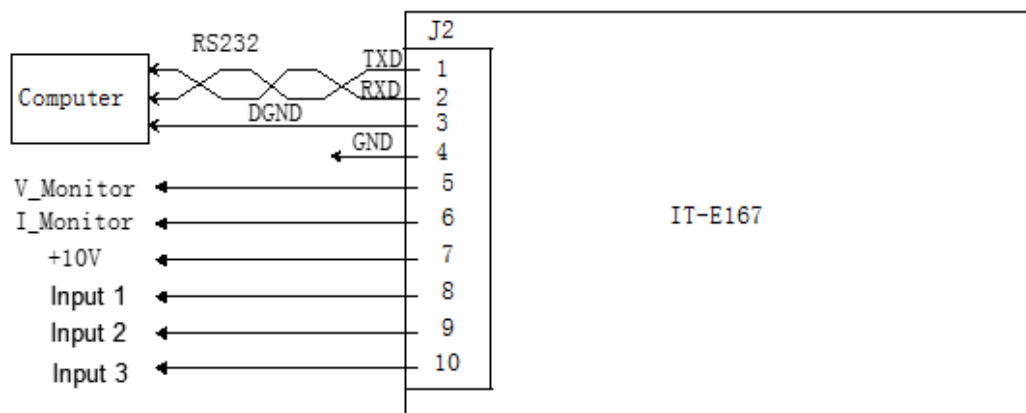 J2
RS232
TXD 1
Computer
RXD 2
DGND 3
GND 4
V_Monitor 5
I_Monitor 6
IT-E167
+10V 7
Input 1 8
Input 2 9
Input 3 10